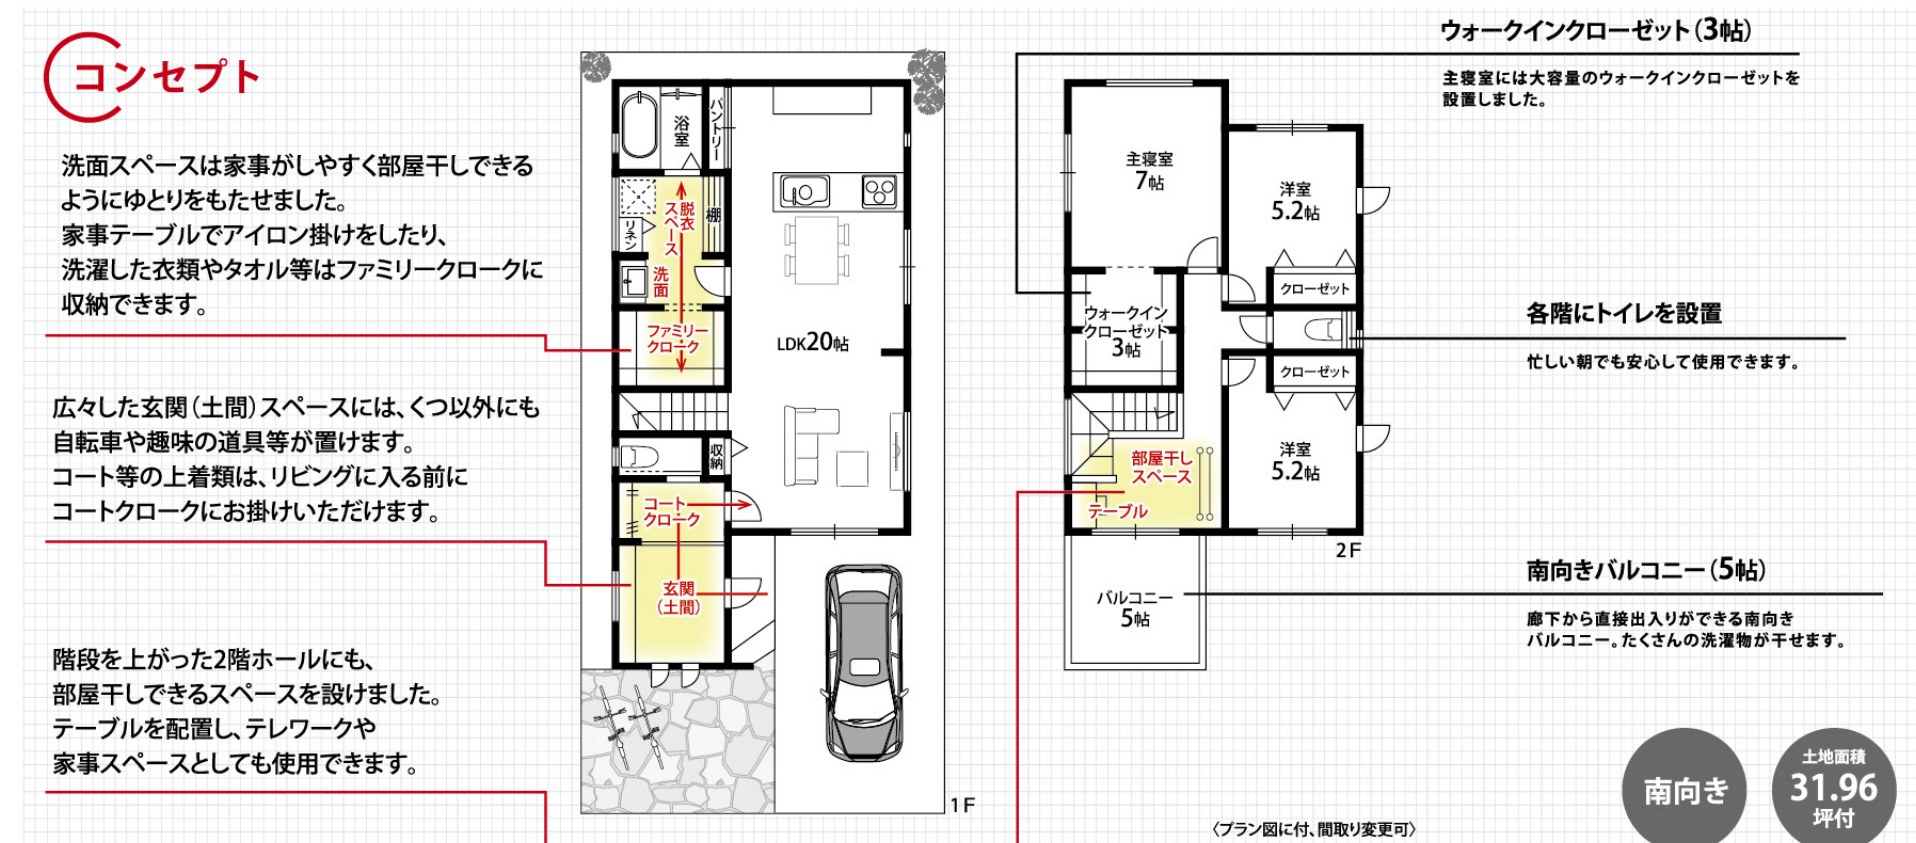 コンセプト
洗面スペースは家事がしやすく部屋干しできる
ようにゆとりをもたせました。
家事テーブルでアイロン掛けをしたり、
洗濯した衣類やタオル等はファミリークロークに
収納できます。
広々した玄関(土間)スペースには、くつ以外にも
自転車や趣味の道具等が置けます。
コート等の上着類は、リビングに入る前に
コートクロークにお掛けいただけます。
階段を上がった2階ホールにも、
部屋干しできるスペースを設けました。
テーブルを配置し、テレワークや
家事スペースとしても使用できます。
浴室
パントリー
脱衣
スペース
棚
リネン
洗面
ファミリー
クローク
LDK20帖
収納
コート
クローク
玄関
(土間)
1F
主寝室
7帖
洋室
5.2帖
クローゼット
ウォークイン
クローゼット
3帖
クローゼット
洋室
5.2帖
部屋干し
スペース
テーブル
2F
バルコニー
5帖
ウォークインクローゼット(3帖)
主寝室には大容量のウォークインクローゼットを
設置しました。
各階にトイレを設置
忙しい朝でも安心して使用できます。
南向きバルコニー(5帖)
廊下から直接出入りができる南向き
バルコニー。たくさんの洗濯物が干せます。
〈プラン図に付、間取り変更可〉
南向き
土地面積
31.96
坪付